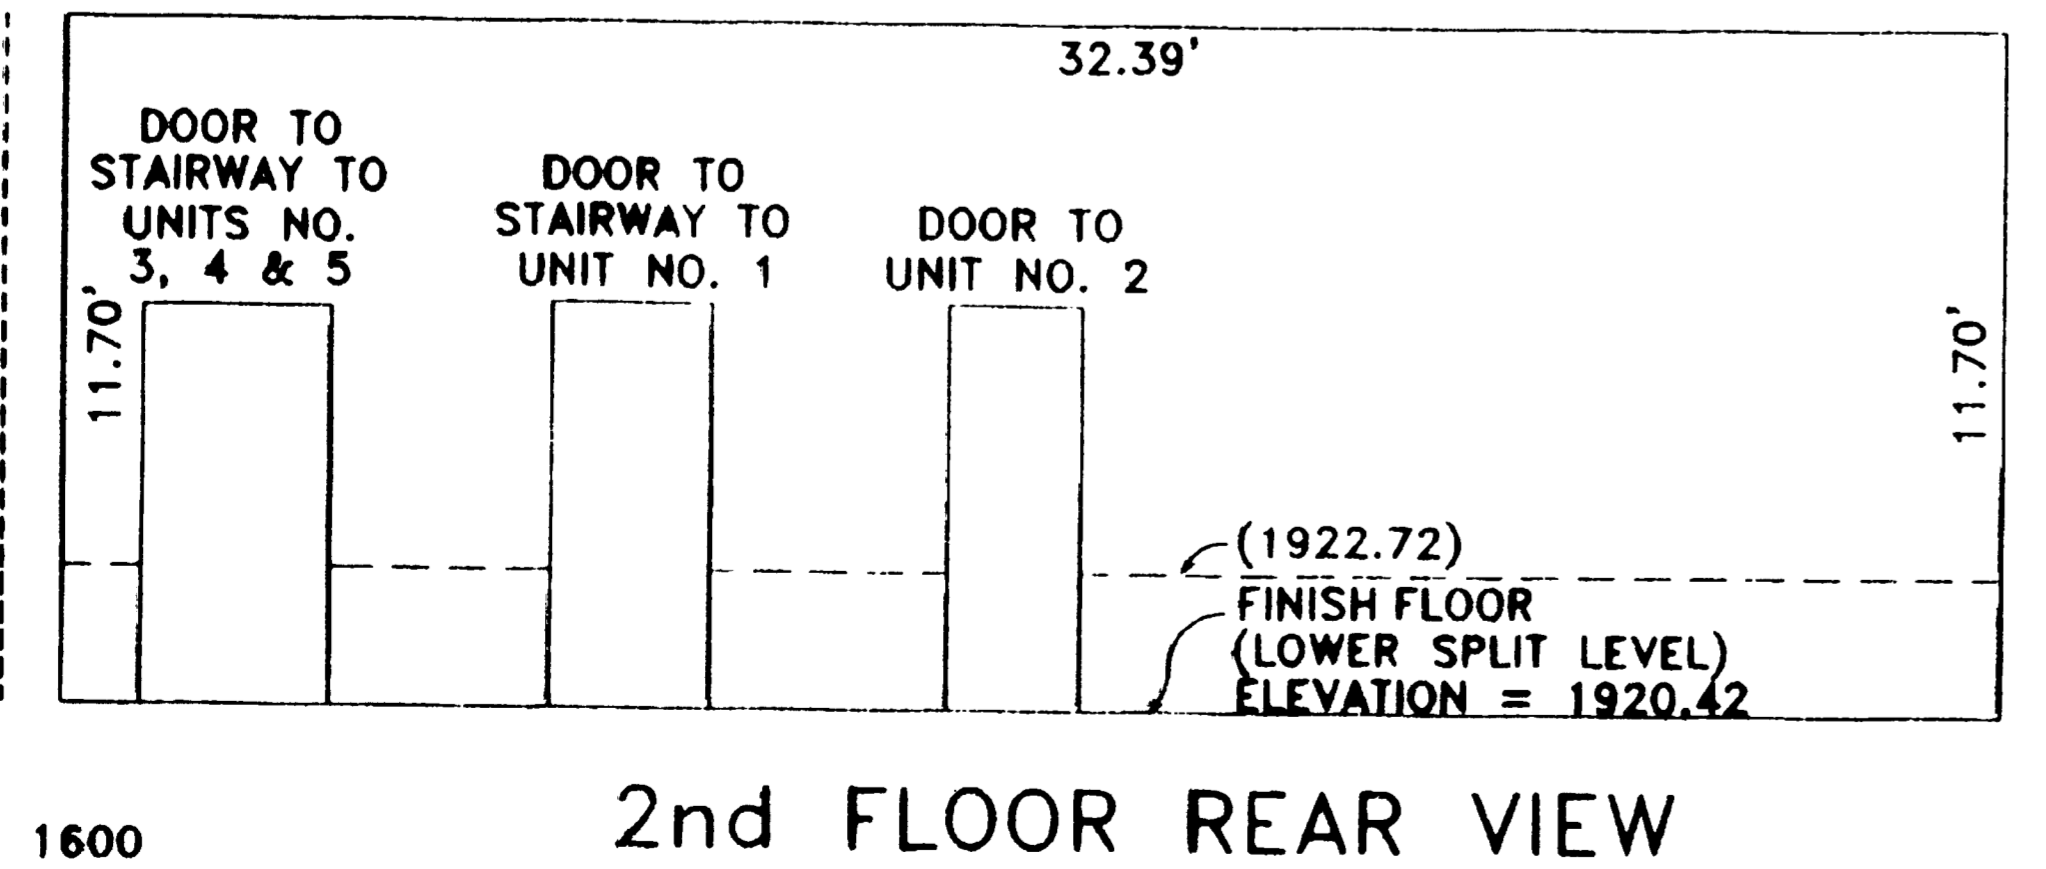 32.39'
DOOR TO
STAIRWAY TO
UNITS NO.
3, 4 & 5
DOOR TO
STAIRWAY TO
UNIT NO. 1
DOOR TO
UNIT NO. 2
11.70'
11.70'
(1922.72)
FINISH FLOOR
(LOWER SPLIT LEVEL)
ELEVATION = 1920.42
2nd FLOOR REAR VIEW
1600